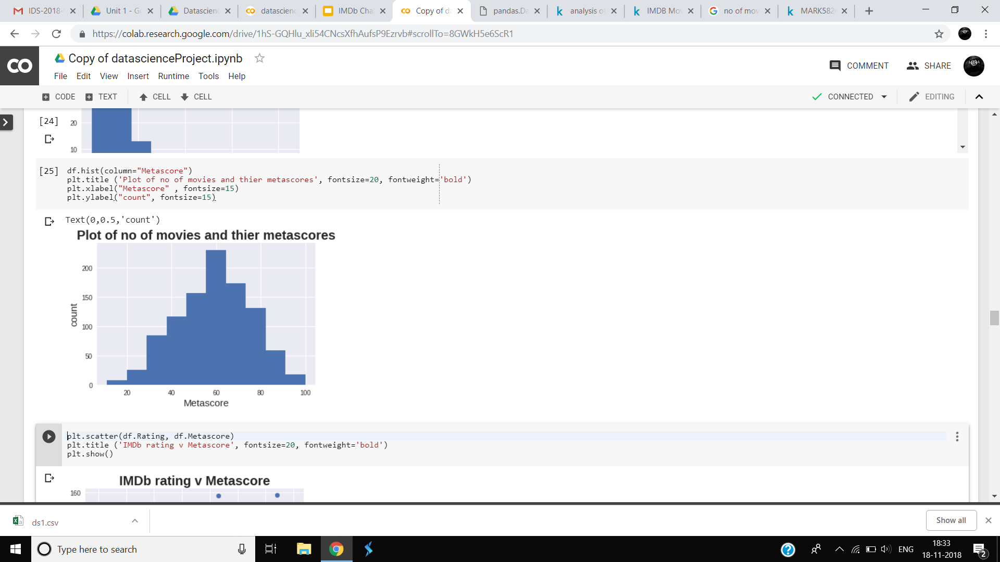 IDS-2018-
Unit 1 - G
Datascien
datascienc
IMDb Cha
Copy of da
pandas.Da
analysis o
IMDB Mov
no of mov
MARK582
https://colab.research.google.com/drive/1hS-GQHlu_xli54CNcsXfhAufsP9Ezrvb#scrollTo=8GWkH5e6ScR1
CO
Copy of datascienceProject.ipynb
COMMENT
SHARE
File Edit View Insert Runtime Tools Help
CODE TEXT CELL CELL
CONNECTED
EDITING
[24]
20
10
[25] df.hist(column="Metascore")
plt.title ('Plot of no of movies and thier metascores', fontsize=20, fontweight='bold')
plt.xlabel("Metascore" , fontsize=15)
plt.ylabel("count", fontsize=15)
Text(0,0.5,'count')
Plot of no of movies and thier metascores
200
150
100
50
0
count
20 40 60 80 100
Metascore
plt.scatter(df.Rating, df.Metascore)
plt.title ('IMDb rating v Metascore', fontsize=20, fontweight='bold')
plt.show()
IMDb rating v Metascore
160
ds1.csv
Show all
Type here to search
ENG
18:33
18-11-2018
2